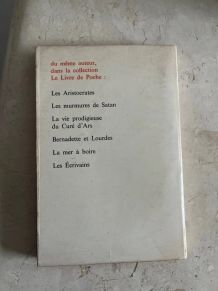 du même auteur,
dans la collection
Le Livre de Poche :
Les Aristocrates
Les murmures de Satan
La vie prodigieuse
du Curé d'Ars
Bernadette et Lourdes
La mer à boire
Les Écrivains